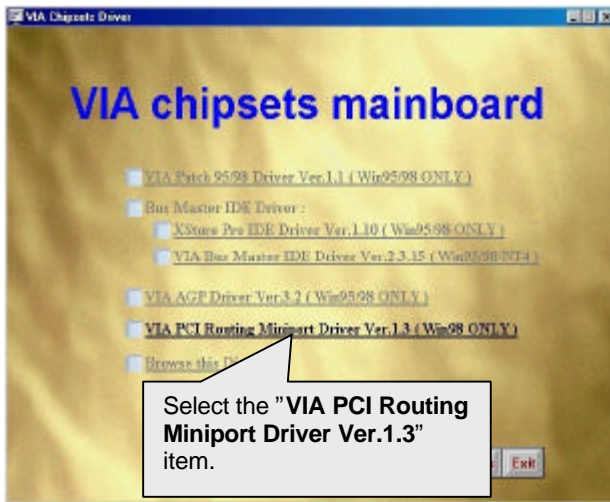 VIA Chipsets Driver
VIA chipsets mainboard
VIA Patch 95/98 Driver Ver.1.1 ( Win95/98 ONLY )
Bus Master IDE Driver :
XStore Pro IDE Driver Ver.1.10 ( Win95/98 ONLY )
VIA Bus Master IDE Driver Ver.2.3.15 ( Win95/98/NT4 )
VIA AGP Driver Ver.3.2 ( Win95/98 ONLY )
VIA PCI Routing Miniport Driver Ver.1.3 ( Win98 ONLY )
Browse this
Select the "VIA PCI Routing
Miniport Driver Ver.1.3"
item.
Exit